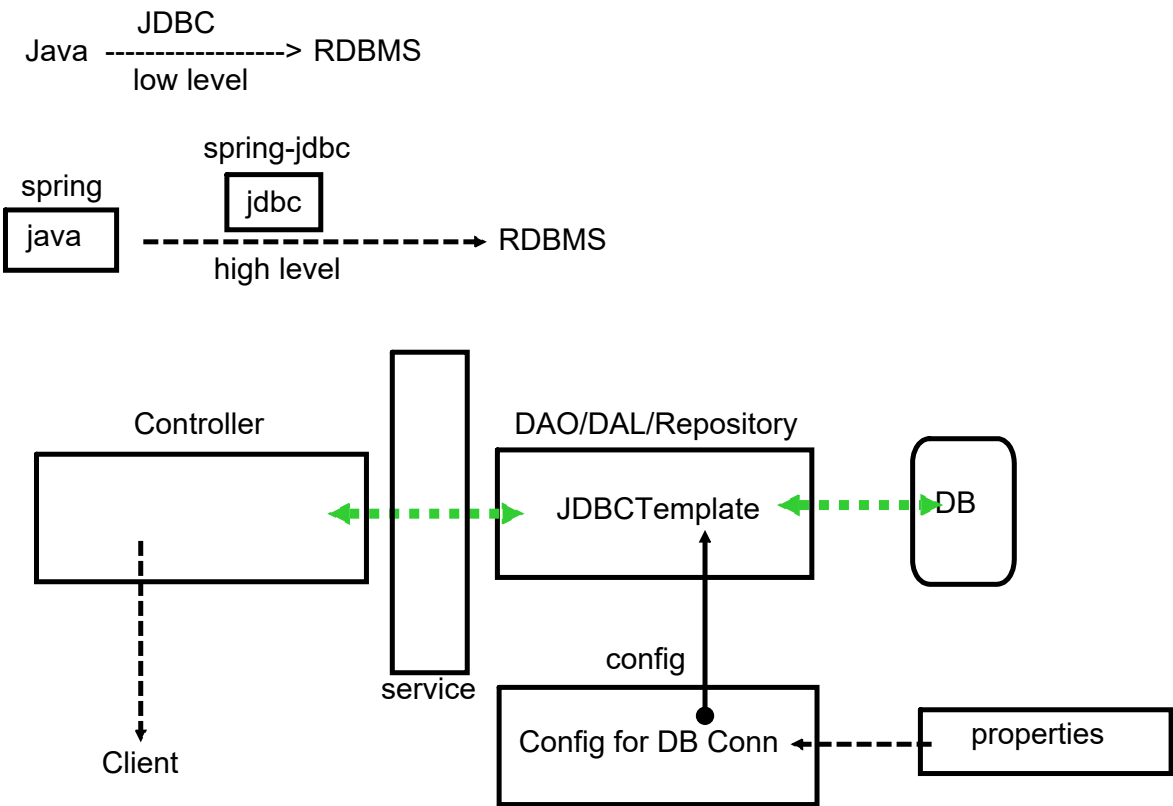 JDBC
Java -------------------> RDBMS
low level
spring-jdbc
spring
jdbc
java
RDBMS
high level
Controller
DAO/DAL/Repository
JDBCTemplate
DB
config
service
Config for DB Conn
properties
Client